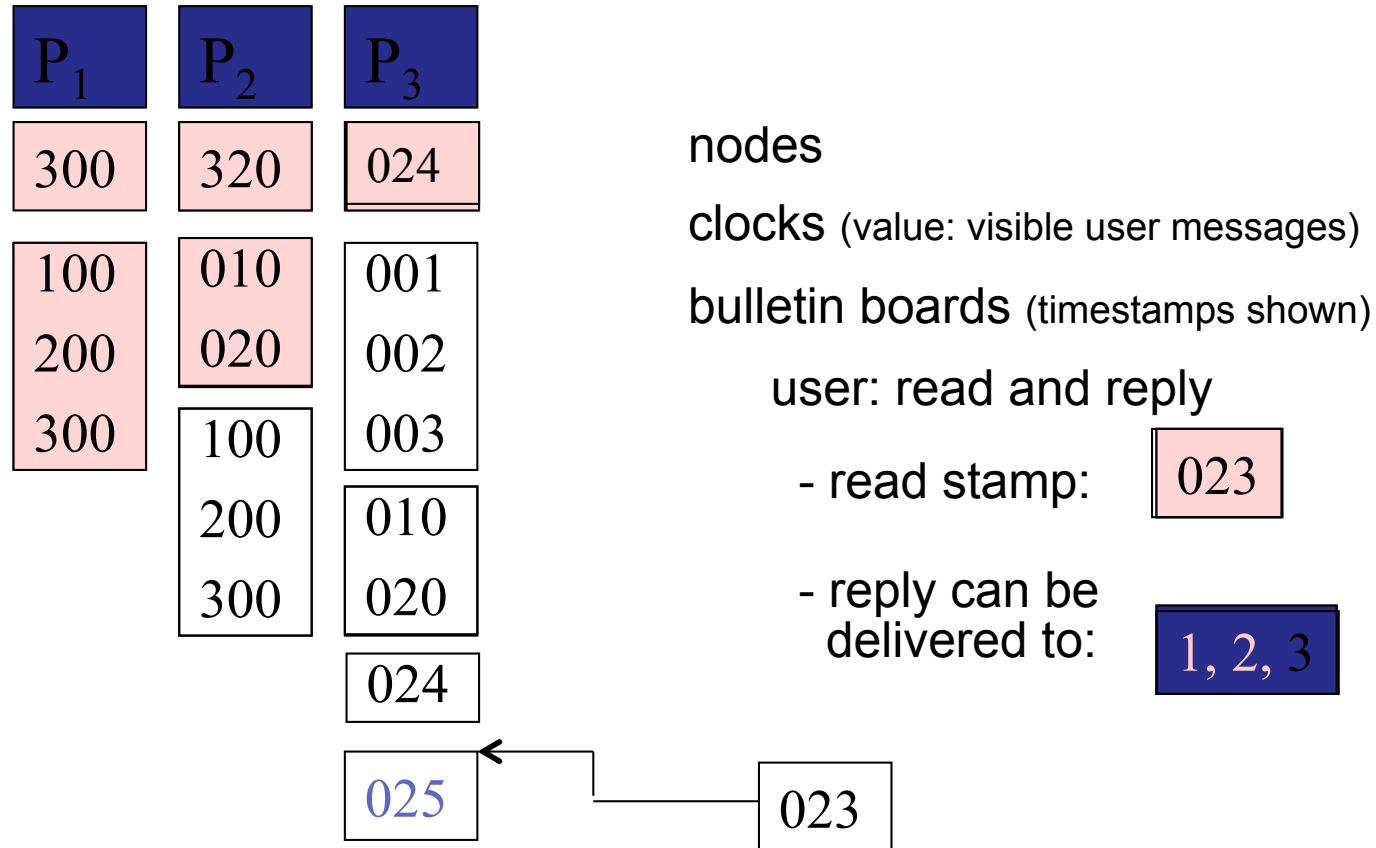 P1 P2 P3
300 320 024
100
200
300
010
020
100
200
300
001
002
003
010
020
024
025
nodes
clocks (value: visible user messages)
bulletin boards (timestamps shown)
user: read and reply
- read stamp: 023
- reply can be
delivered to: 1, 2, 3
023